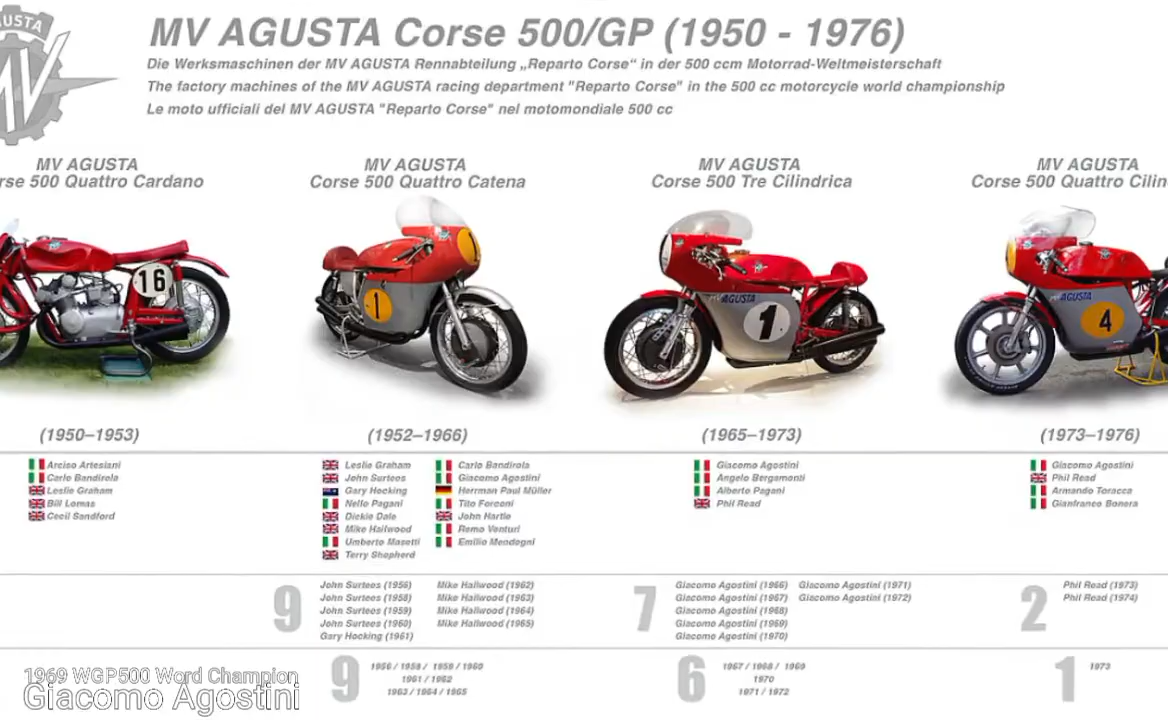 AGUSTA
MV
MV AGUSTA Corse 500/GP (1950 - 1976)
Die Werksmaschinen der MV AGUSTA Rennabteilung „Reparto Corse“ in der 500 ccm Motorrad-Weltmeisterschaft
The factory machines of the MV AGUSTA racing department "Reparto Corse" in the 500 cc motorcycle world championship
Le moto ufficiali del MV AGUSTA "Reparto Corse" nel motomondiale 500 cc
MV AGUSTA
rse 500 Quattro Cardano
MV AGUSTA
Corse 500 Quattro Catena
MV AGUSTA
Corse 500 Tre Cilindrica
MV AGUSTA
Corse 500 Quattro Cilin
16
1
AGUSTA
1
AGUSTA
4
(1950–1953)
(1952–1966)
(1965–1973)
(1973–1976)
Arciso Artesiani
Carlo Bandirola
Leslie Graham
Bill Lomas
Cecil Sandford
Leslie Graham
John Surtees
Gary Hocking
Nello Pagani
Dickie Dale
Mike Hailwood
Umberto Masetti
Terry Shepherd
Carlo Bandirola
Giacomo Agostini
Herrman Paul Müller
Tito Forconi
John Hartle
Remo Venturi
Emilio Mendogni
Giacomo Agostini
Angelo Bergamonti
Alberto Pagani
Phil Read
Giacomo Agostini
Phil Read
Armando Toracca
Gianfranco Bonera
9
John Surtees (1956)
John Surtees (1958)
John Surtees (1959)
John Surtees (1960)
Gary Hocking (1961)
Mike Hailwood (1962)
Mike Hailwood (1963)
Mike Hailwood (1964)
Mike Hailwood (1965)
7
Giacomo Agostini (1966)
Giacomo Agostini (1967)
Giacomo Agostini (1968)
Giacomo Agostini (1969)
Giacomo Agostini (1970)
Giacomo Agostini (1971)
Giacomo Agostini (1972)
2
Phil Read (1973)
Phil Read (1974)
9
1956 / 1958 / 1959 / 1960
1961 / 1962
1963 / 1964 / 1965
6
1967 / 1968 / 1969
1970
1971 / 1972
1
1973
1969 WGP500 Word Champion
Giacomo Agostini